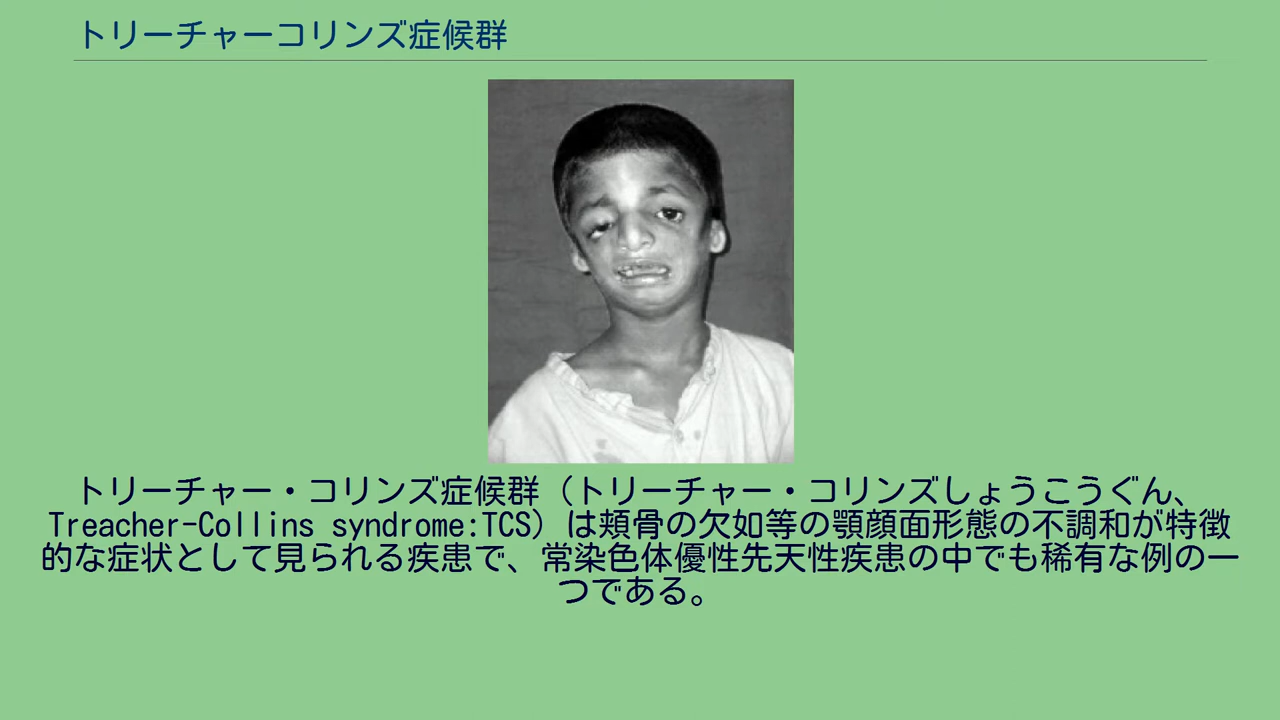 トリーチャーコリンズ症候群
トリーチャー・コリンズ症候群（トリーチャー・コリンズしょうこうぐん、
Treacher-Collins syndrome:TCS）は頬骨の欠如等の顎顔面形態の不調和が特徴
的な症状として見られる疾患で、常染色体優性先天性疾患の中でも稀有な例の一
つである。